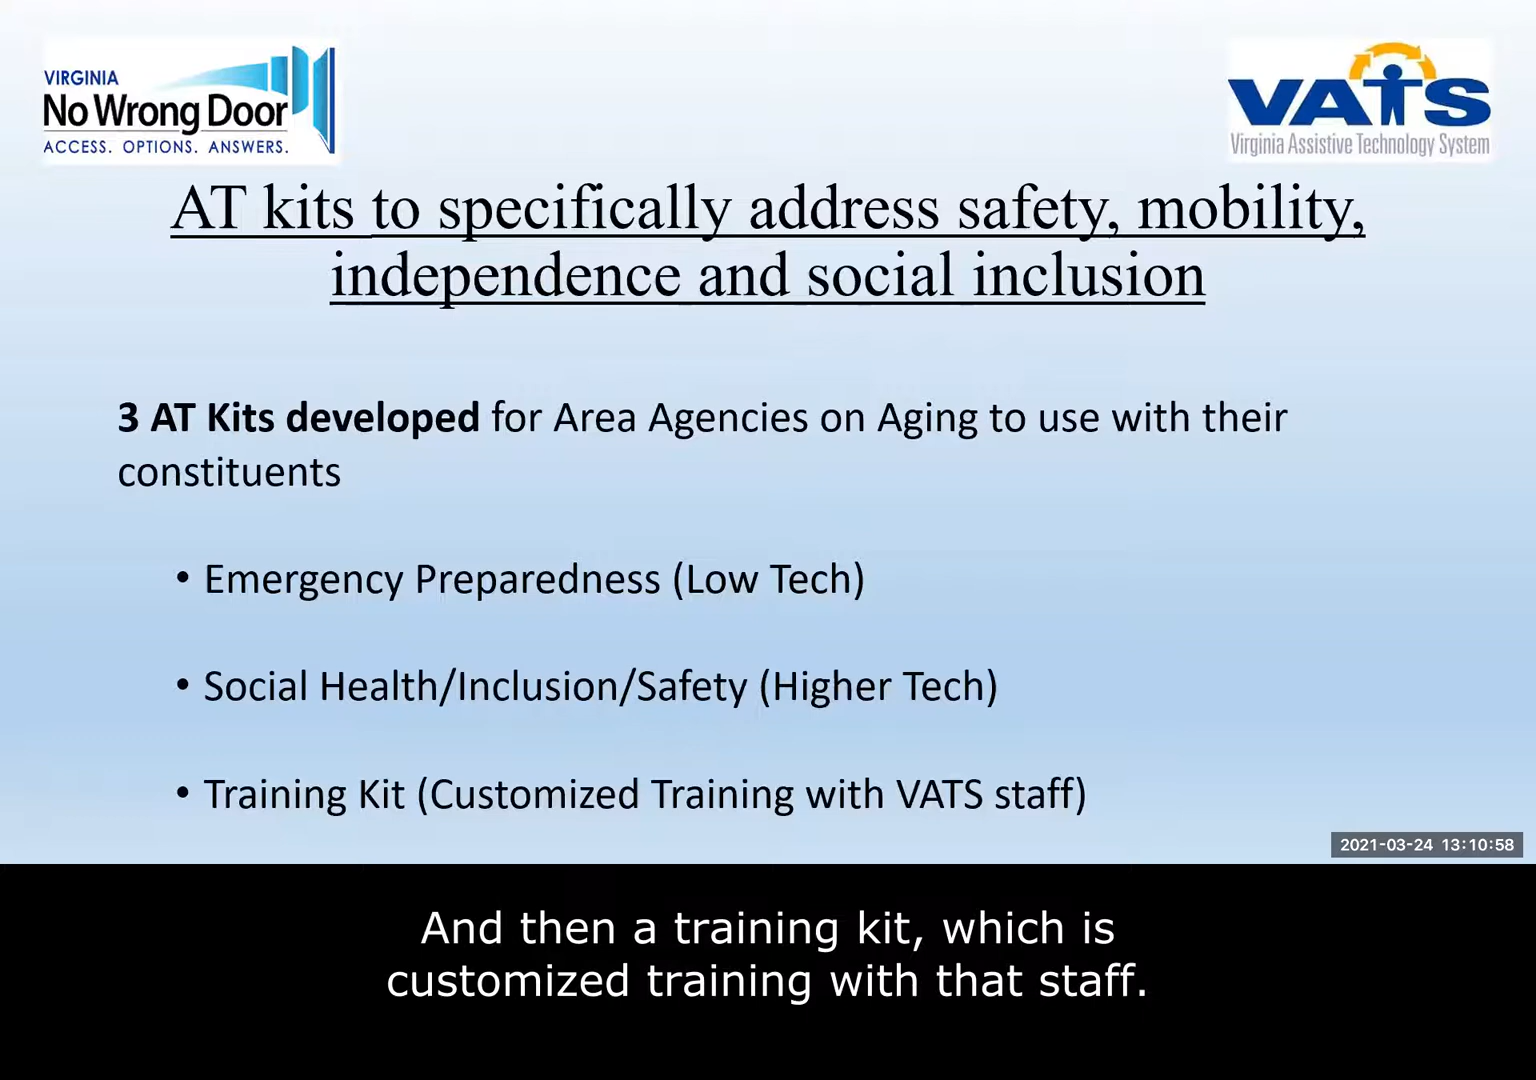 VIRGINIA
No Wrong Door
ACCESS. OPTIONS. ANSWERS.
VATS
Virginia Assistive Technology System
AT kits to specifically address safety, mobility,
independence and social inclusion
3 AT Kits developed for Area Agencies on Aging to use with their
constituents
• Emergency Preparedness (Low Tech)
• Social Health/Inclusion/Safety (Higher Tech)
• Training Kit (Customized Training with VATS staff)
2021-03-24 13:10:58
And then a training kit, which is
customized training with that staff.